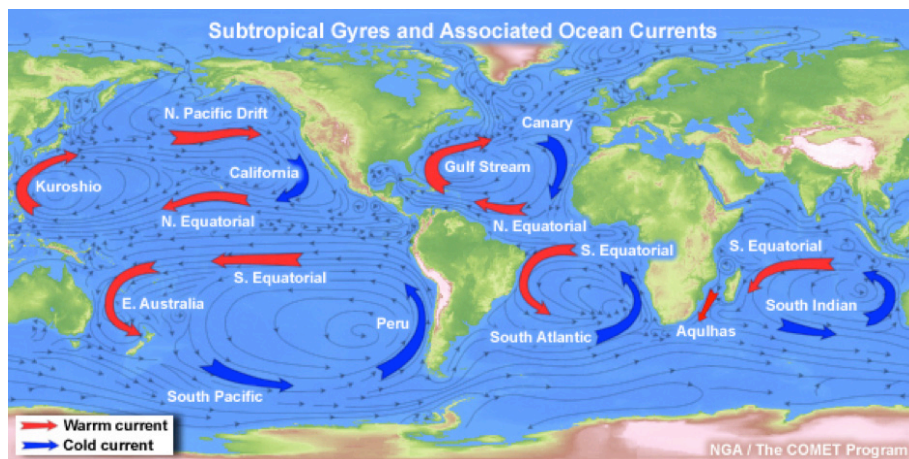 Subtropical Gyres and Associated Ocean Currents
N. Pacific Drift
Canary
Kuroshio
California
Gulf Stream
N. Equatorial
N. Equatorial
S. Equatorial
S. Equatorial
S. Equatorial
E. Australia
Peru
South Atlantic
Aqulhas
South Indian
South Pacific
Warrm current
Cold current
NGA / The COMET Program